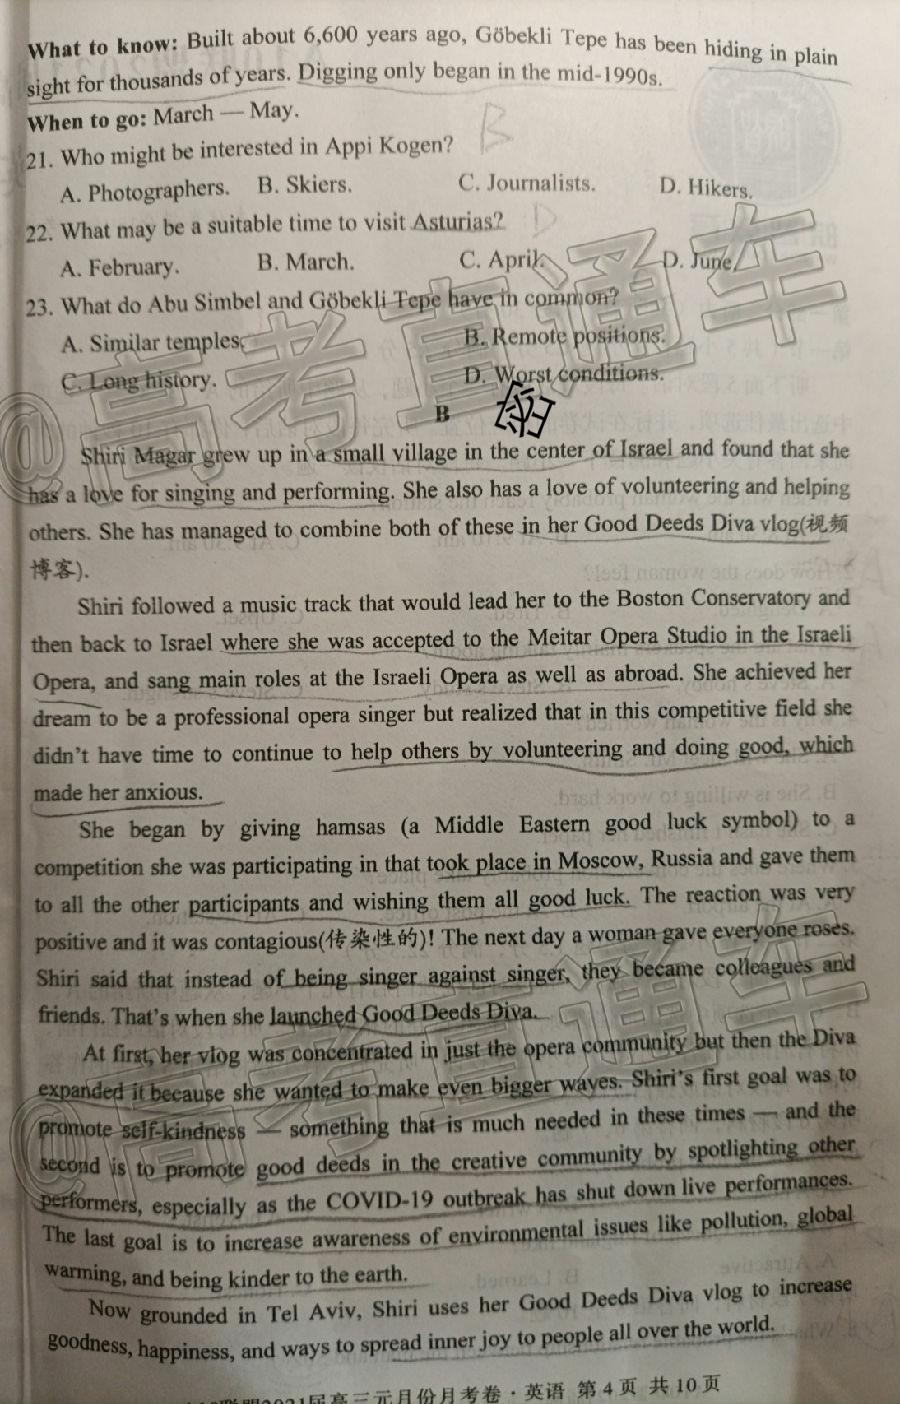 What to know: Built about 6,600 years ago, Göbekli Tepe has been hiding in plain
sight for thousands of years. Digging only began in the mid-1990s.
When to go: March — May.
21. Who might be interested in Appi Kogen? B
A. Photographers. B. Skiers. C. Journalists. D. Hikers.
22. What may be a suitable time to visit Asturias? D
A. February. B. March. C. April. D. June.
23. What do Abu Simbel and Göbekli Tepe have in common?
A. Similar temples. B. Remote positions.
C. Long history. D. Worst conditions.
B 密
Shiri Magar grew up in a small village in the center of Israel and found that she
has a love for singing and performing. She also has a love of volunteering and helping
others. She has managed to combine both of these in her Good Deeds Diva vlog(视频
博客).
Shiri followed a music track that would lead her to the Boston Conservatory and
then back to Israel where she was accepted to the Meitar Opera Studio in the Israeli
Opera, and sang main roles at the Israeli Opera as well as abroad. She achieved her
dream to be a professional opera singer but realized that in this competitive field she
didn't have time to continue to help others by volunteering and doing good, which
made her anxious.
She began by giving hamsas (a Middle Eastern good luck symbol) to a
competition she was participating in that took place in Moscow, Russia and gave them
to all the other participants and wishing them all good luck. The reaction was very
positive and it was contagious(传染性的)! The next day a woman gave everyone roses.
Shiri said that instead of being singer against singer, they became colleagues and
friends. That's when she launched Good Deeds Diva.
At first, her vlog was concentrated in just the opera community but then the Diva
expanded it because she wanted to make even bigger waves. Shiri's first goal was to
promote self-kindness — something that is much needed in these times — and the
second is to promote good deeds in the creative community by spotlighting other
performers, especially as the COVID-19 outbreak has shut down live performances.
The last goal is to increase awareness of environmental issues like pollution, global
warming, and being kinder to the earth.
Now grounded in Tel Aviv, Shiri uses her Good Deeds Diva vlog to increase
goodness, happiness, and ways to spread inner joy to people all over the world.
联盟2021届高三元月份月考卷·英语 第4页 共10页
@高考直通车
@高考直通车